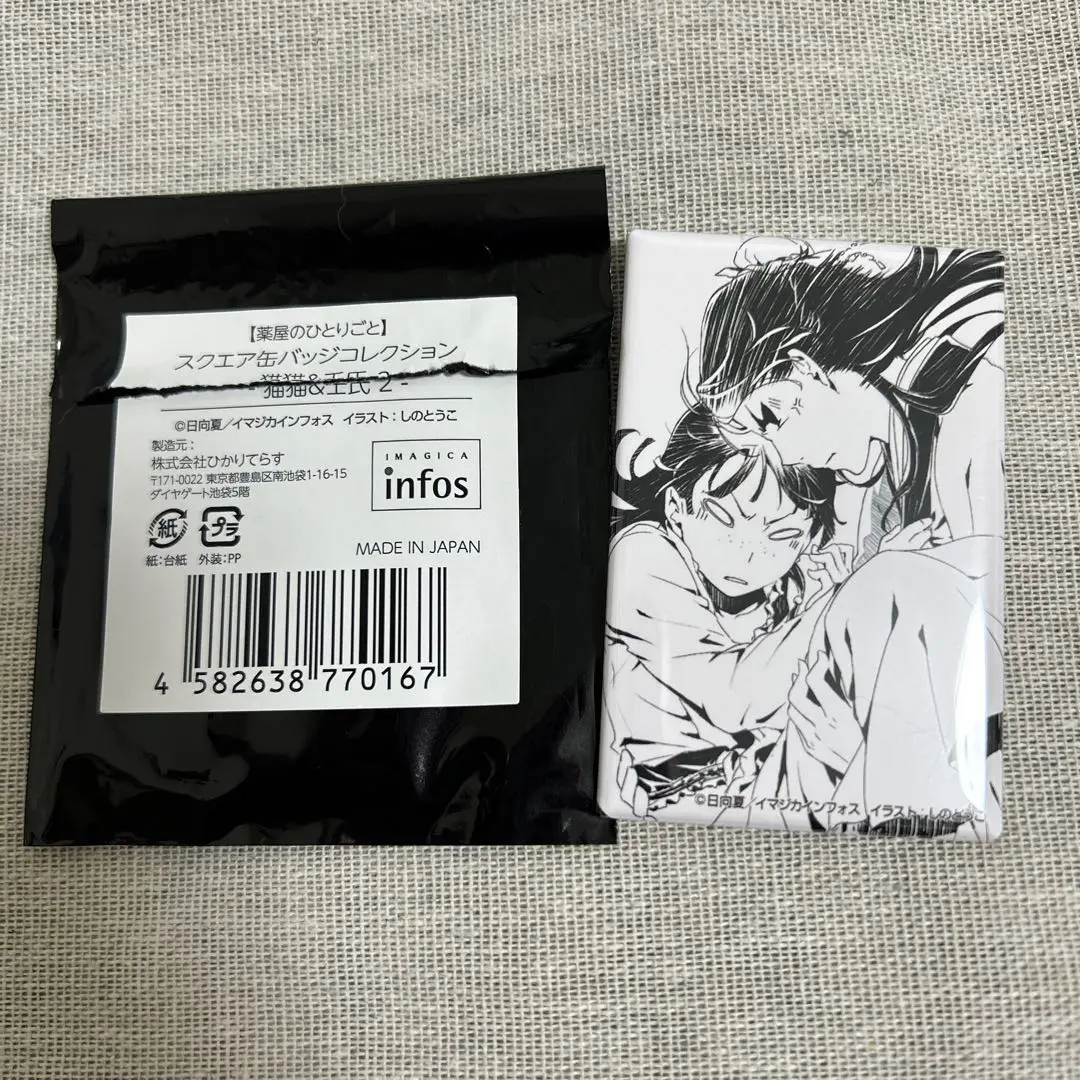 【薬屋のひとりごと】
スクエア缶バッジコレクション
- 猫猫&壬氏 2 -
©日向夏／イマジカインフォス イラスト：しのとうこ
製造元：
株式会社ひかりてらす
〒171-0022 東京都豊島区南池袋1-16-15
ダイヤゲート池袋5階
IMAGICA
infos
紙
プラ
紙：台紙 外装：PP
MADE IN JAPAN
4 582638 770167
©日向夏／イマジカインフォス イラスト：しのとうこ